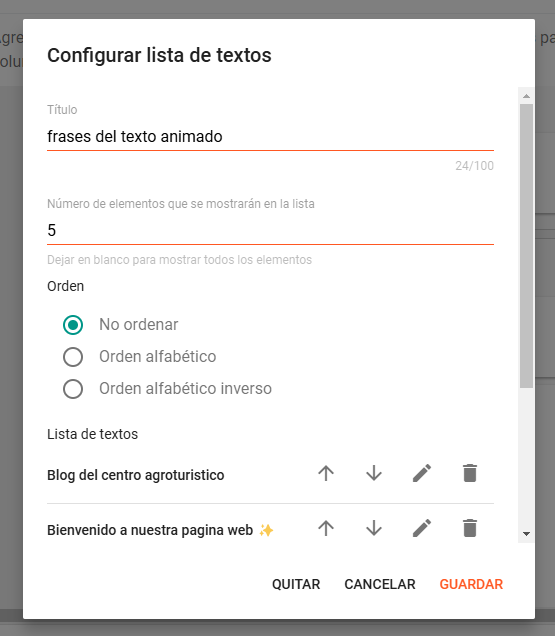 Configurar lista de textos
Título
frases del texto animado
24/100
Número de elementos que se mostrarán en la lista
5
Dejar en blanco para mostrar todos los elementos
Orden
No ordenar
Orden alfabético
Orden alfabético inverso
Lista de textos
Blog del centro agroturistico
Bienvenido a nuestra pagina web ✨
QUITAR CANCELAR GUARDAR